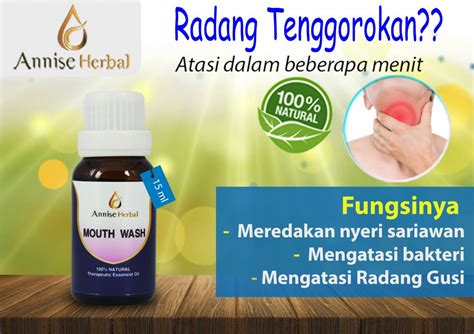 Annise Herbal
Radang Tenggorokan??
Atasi dalam beberapa menit
100%
NATURAL
15 ml
Annise Herbal
MOUTH WASH
100% NATURAL
Therapeutic Essential Oil
Fungsinya
- Meredakan nyeri sariawan
- Mengatasi bakteri
- Mengatasi Radang Gusi